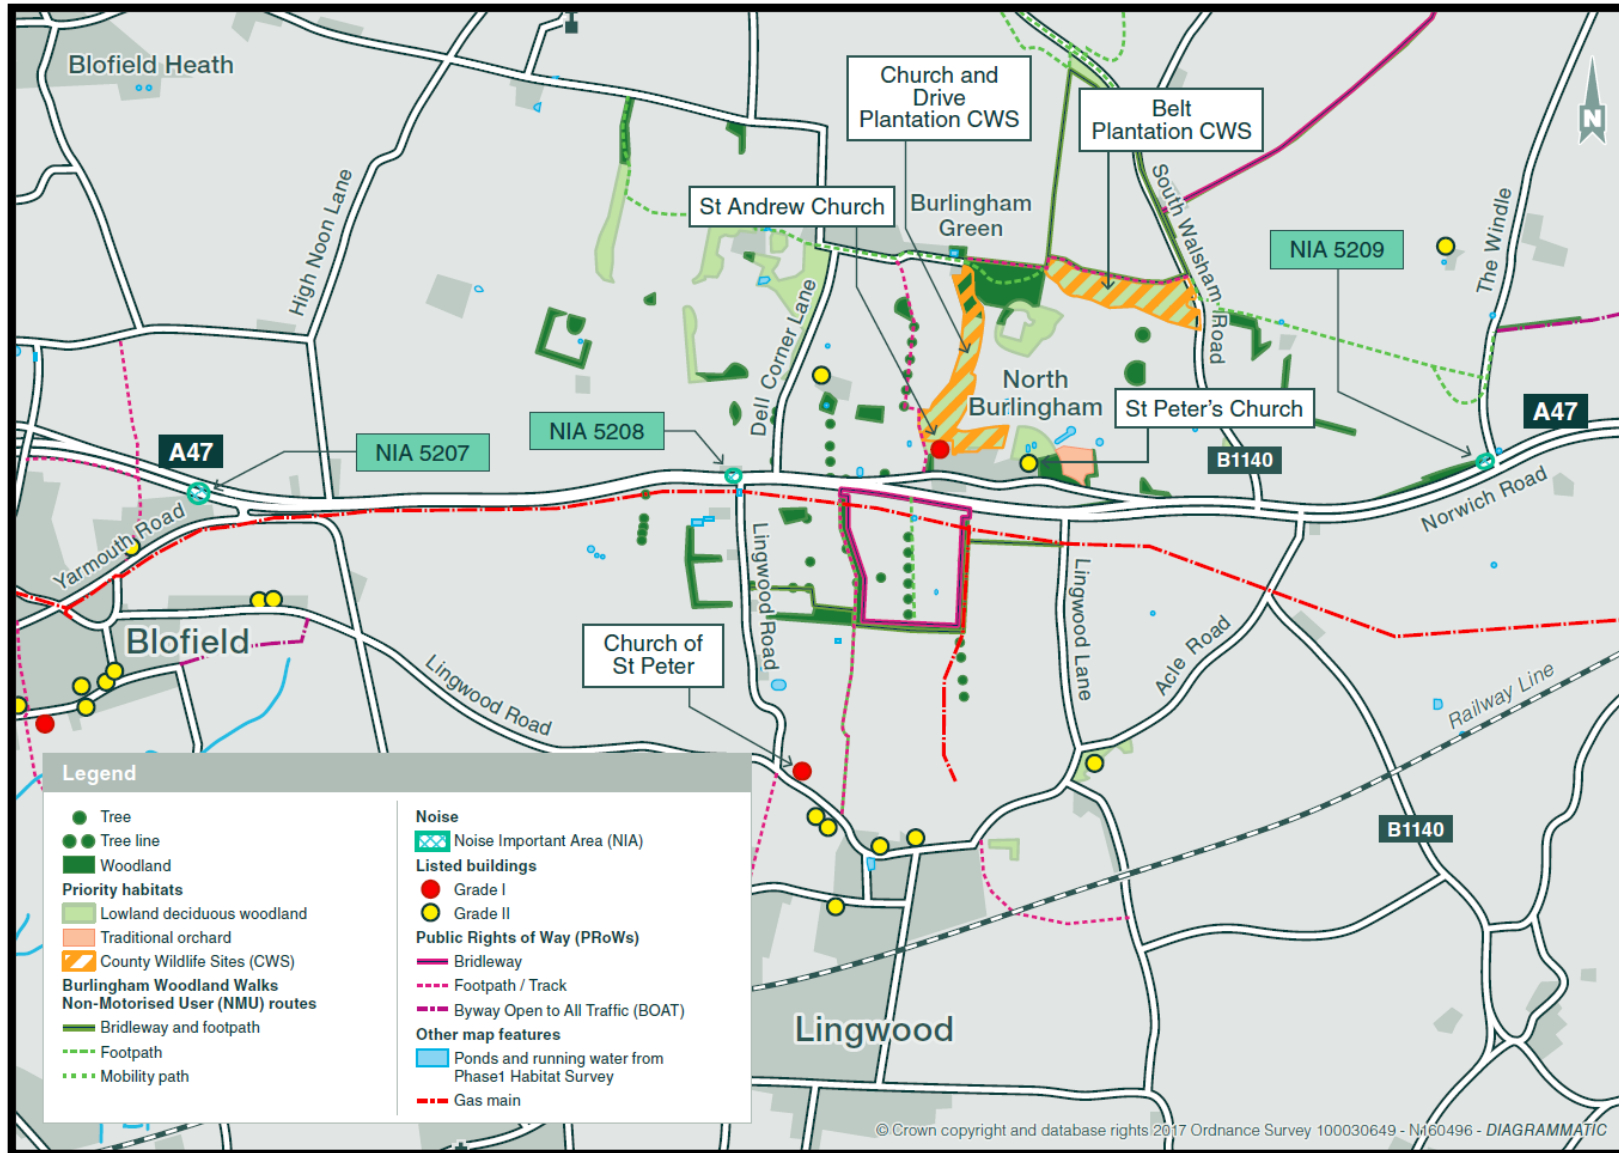 Blofield Heath
High Noon Lane
Church and
Drive
Plantation CWS
Belt
Plantation CWS
N
St Andrew Church
Burlingham
Green
South Walsham Road
NIA 5209
The Windle
Dell Corner Lane
North
Burlingham
St Peter's Church
A47
NIA 5207
NIA 5208
B1140
A47
Norwich Road
Yarmouth Road
Blofield
Lingwood Road
Lingwood Road
Church of
St Peter
Lingwood Lane
Acle Road
Railway Line
B1140
Lingwood
Legend
Tree
Tree line
Woodland
Priority habitats
Lowland deciduous woodland
Traditional orchard
County Wildlife Sites (CWS)
Burlingham Woodland Walks
Non-Motorised User (NMU) routes
Bridleway and footpath
Footpath
Mobility path
Noise
Noise Important Area (NIA)
Listed buildings
Grade I
Grade II
Public Rights of Way (PRoWs)
Bridleway
Footpath / Track
Byway Open to All Traffic (BOAT)
Other map features
Ponds and running water from
Phase1 Habitat Survey
Gas main
© Crown copyright and database rights 2017 Ordnance Survey 100030649 - N160496 - DIAGRAMMATIC